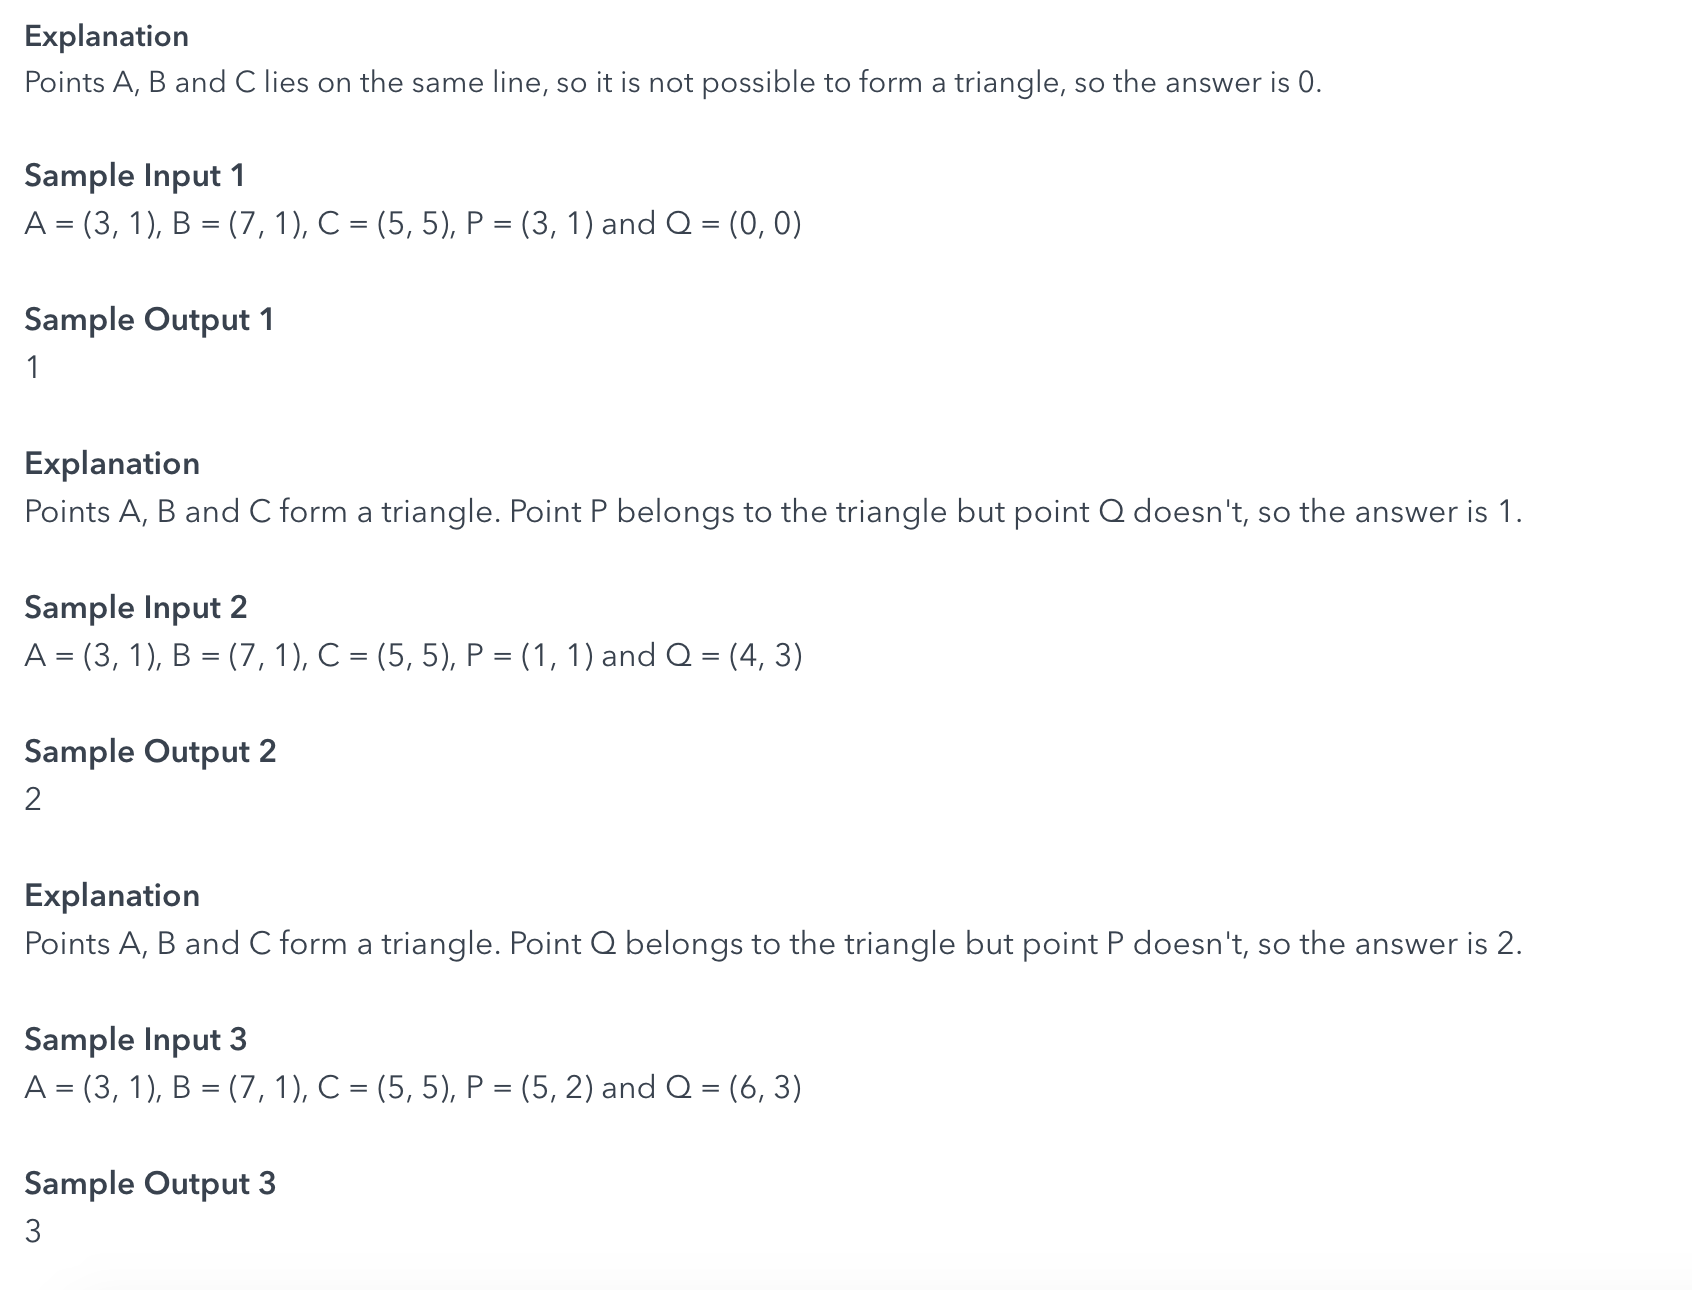 Explanation
Points A, B and C lies on the same line, so it is not possible to form a triangle, so the answer is 0.
Sample Input 1
A = (3, 1), B = (7, 1), C = (5, 5), P = (3, 1) and Q = (0, 0)
Sample Output 1
1
Explanation
Points A, B and C form a triangle. Point P belongs to the triangle but point Q doesn't, so the answer is 1.
Sample Input 2
A = (3, 1), B = (7, 1), C = (5, 5), P = (1, 1) and Q = (4, 3)
Sample Output 2
2
Explanation
Points A, B and C form a triangle. Point Q belongs to the triangle but point P doesn't, so the answer is 2.
Sample Input 3
A = (3, 1), B = (7, 1), C = (5, 5), P = (5, 2) and Q = (6, 3)
Sample Output 3
3